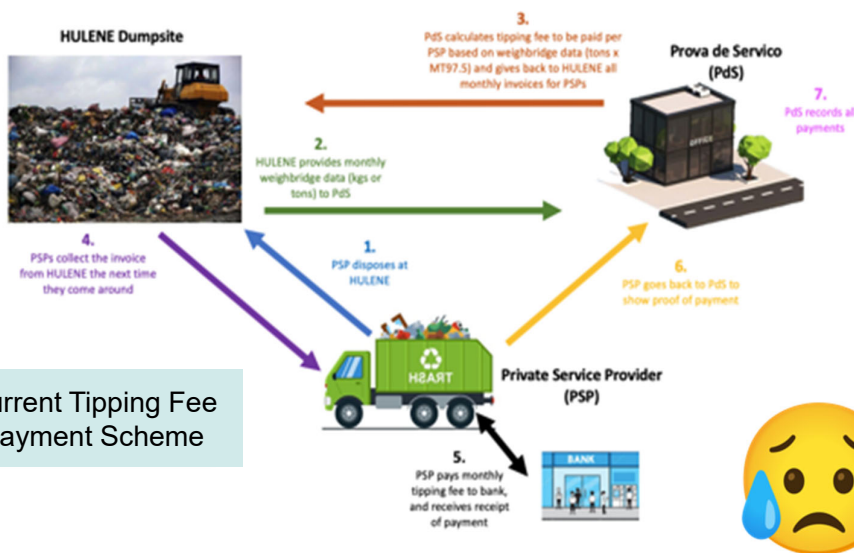 HULENE Dumpsite
3.
PdS calculates tipping fee to be paid per
PSP based on weighbridge data (tons x
MT97.5) and gives back to HULENE all
monthly invoices for PSPs
Prova de Servico
(PdS)
7.
PdS records al
payments
OFFICE
2.
HULENE provides monthly
weighbridge data (kgs or
tons) to PdS
4.
PSPs collect the invoice
from HULENE the next time
they come around
1.
PSP disposes at
HULENE
6.
PSP goes back to PdS to
show proof of payment
TRASH
Private Service Provider
(PSP)
urrent Tipping Fee
ayment Scheme
5.
PSP pays monthly
tipping fee to bank,
and receives receipt
of payment
BANK